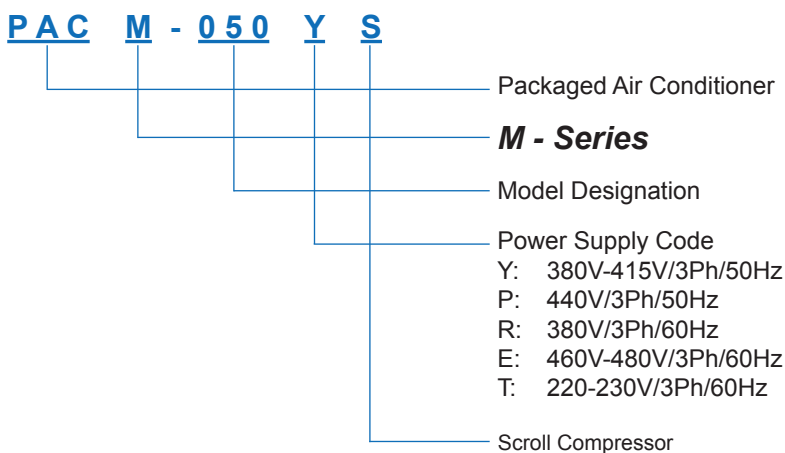 PAC M - 050 Y S
Packaged Air Conditioner
M - Series
Model Designation
Power Supply Code
Y: 380V-415V/3Ph/50Hz
P: 440V/3Ph/50Hz
R: 380V/3Ph/60Hz
E: 460V-480V/3Ph/60Hz
T: 220-230V/3Ph/60Hz
Scroll Compressor